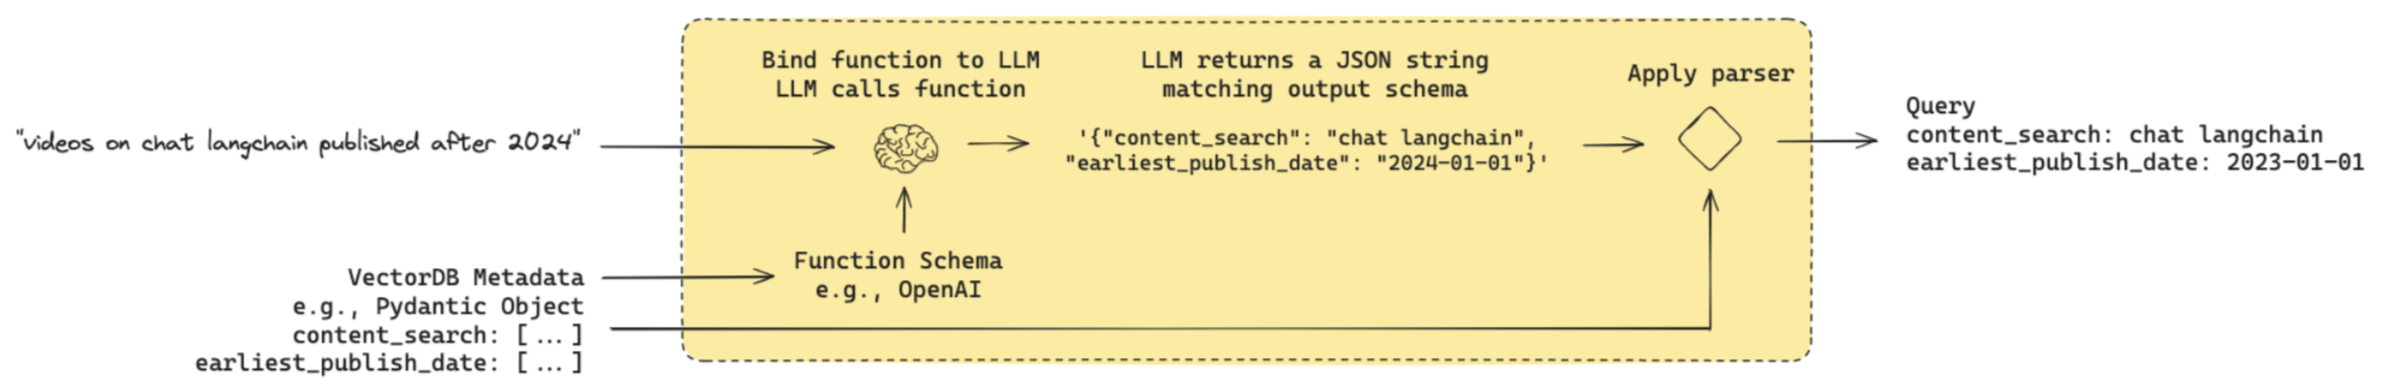 "videos on chat langchain published after 2024"
VectorDB Metadata
e.g., Pydantic Object
content_search: [...]
earliest_publish_date: [...]
Bind function to LLM
LLM calls function
Function Schema
e.g., OpenAI
LLM returns a JSON string
matching output schema
'{"content_search": "chat langchain",
"earliest_publish_date": "2024-01-01"}'
Apply parser
Query
content_search: chat langchain
earliest_publish_date: 2023-01-01